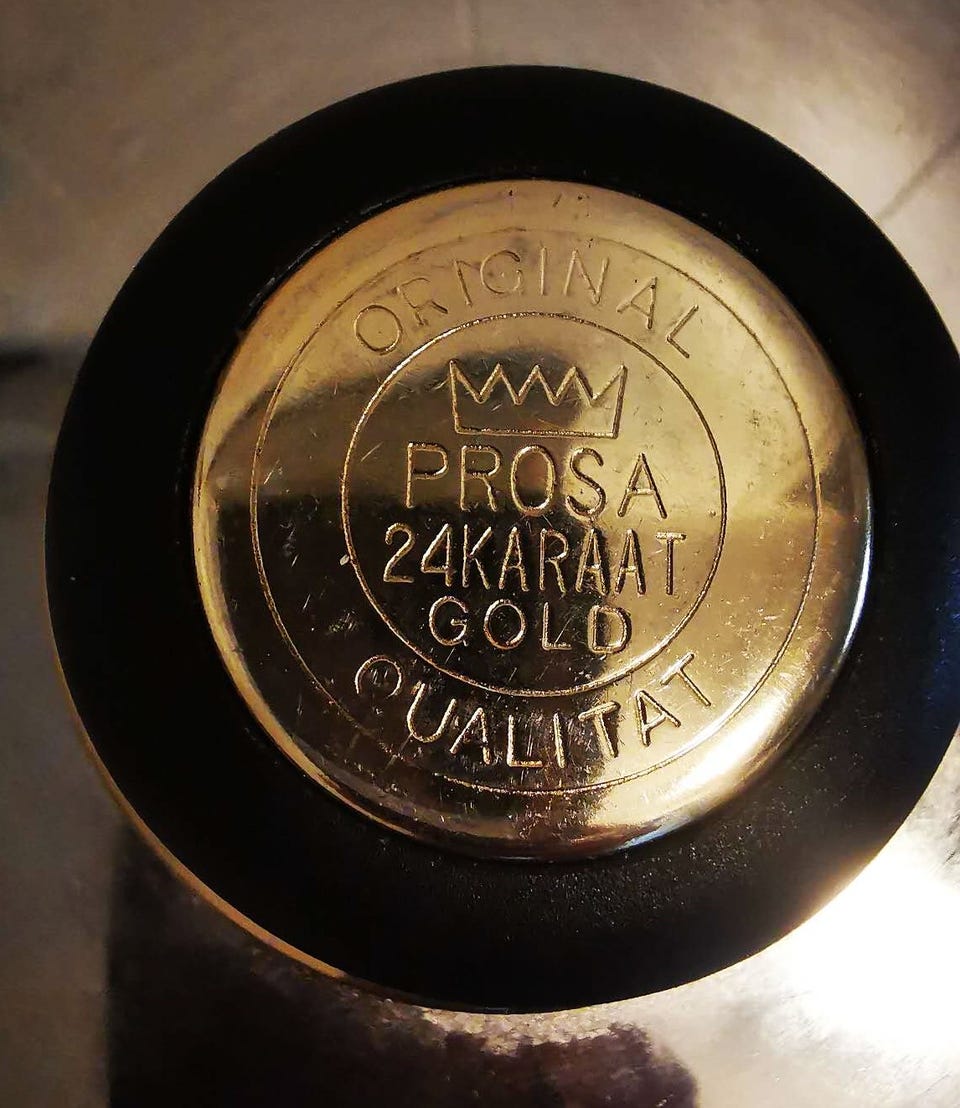 ORIGINAL
PROSA
24KARAAT
GOLD
QUALITAT